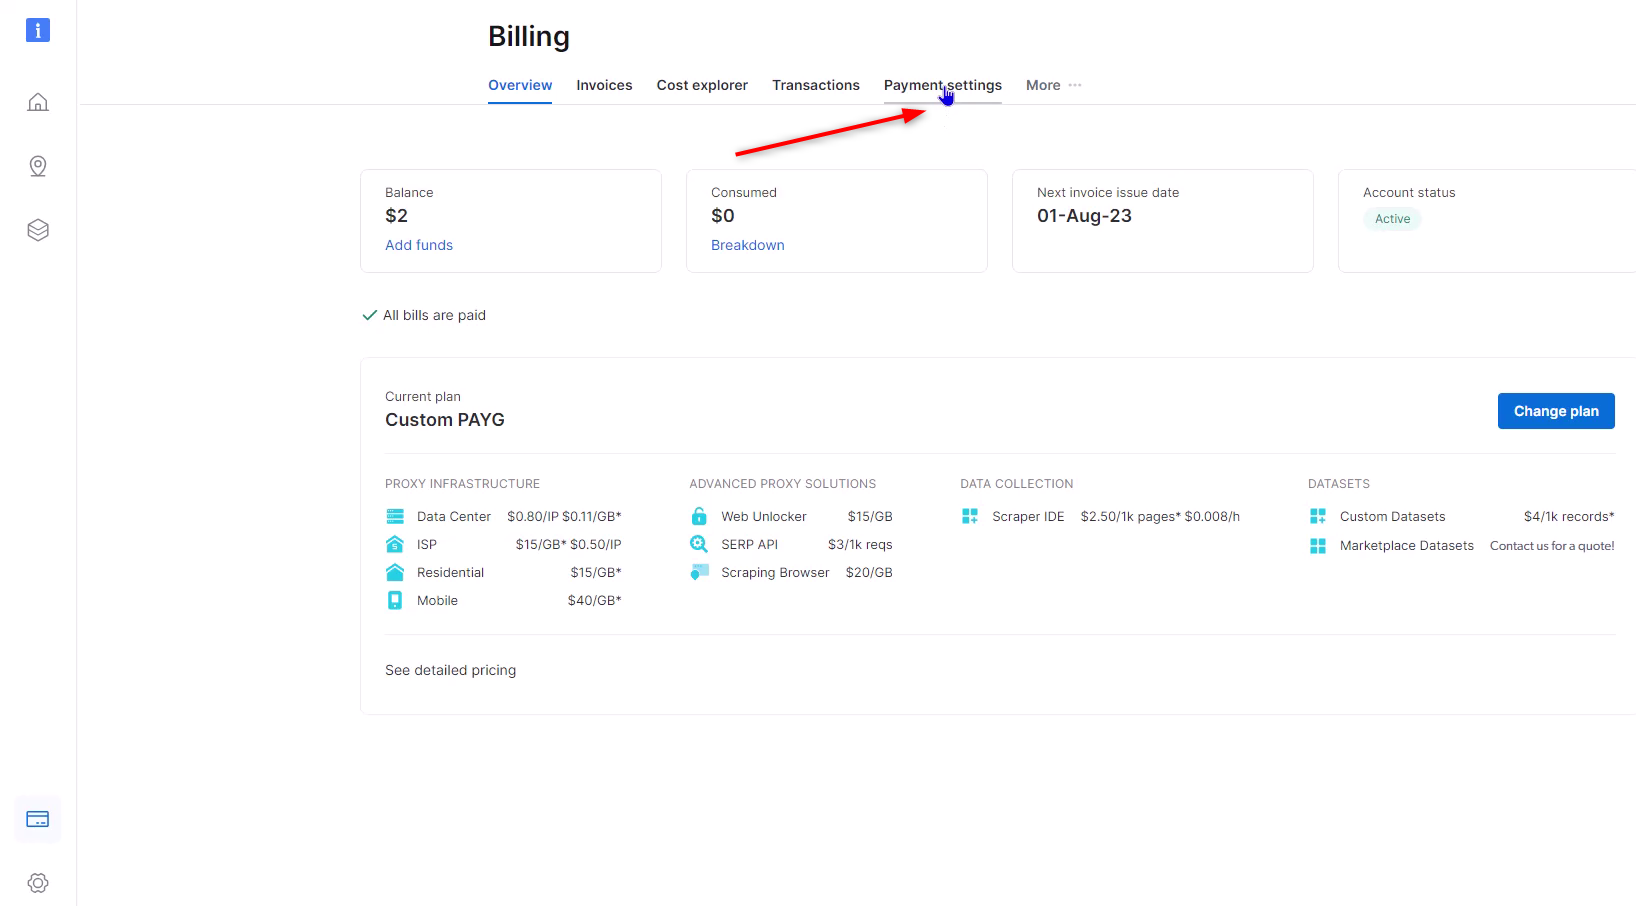 i
Billing
Overview Invoices Cost explorer Transactions Payment settings More ···
Balance
$2
Add funds
Consumed
$0
Breakdown
Next invoice issue date
01-Aug-23
Account status
Active
All bills are paid
Current plan
Custom PAYG
Change plan
PROXY INFRASTRUCTURE
Data Center $0.80/IP $0.11/GB*
ISP $15/GB* $0.50/IP
Residential $15/GB*
Mobile $40/GB*
ADVANCED PROXY SOLUTIONS
Web Unlocker $15/GB
SERP API $3/1k reqs
Scraping Browser $20/GB
DATA COLLECTION
Scraper IDE $2.50/1k pages* $0.008/h
DATASETS
Custom Datasets $4/1k records*
Marketplace Datasets Contact us for a quote!
See detailed pricing